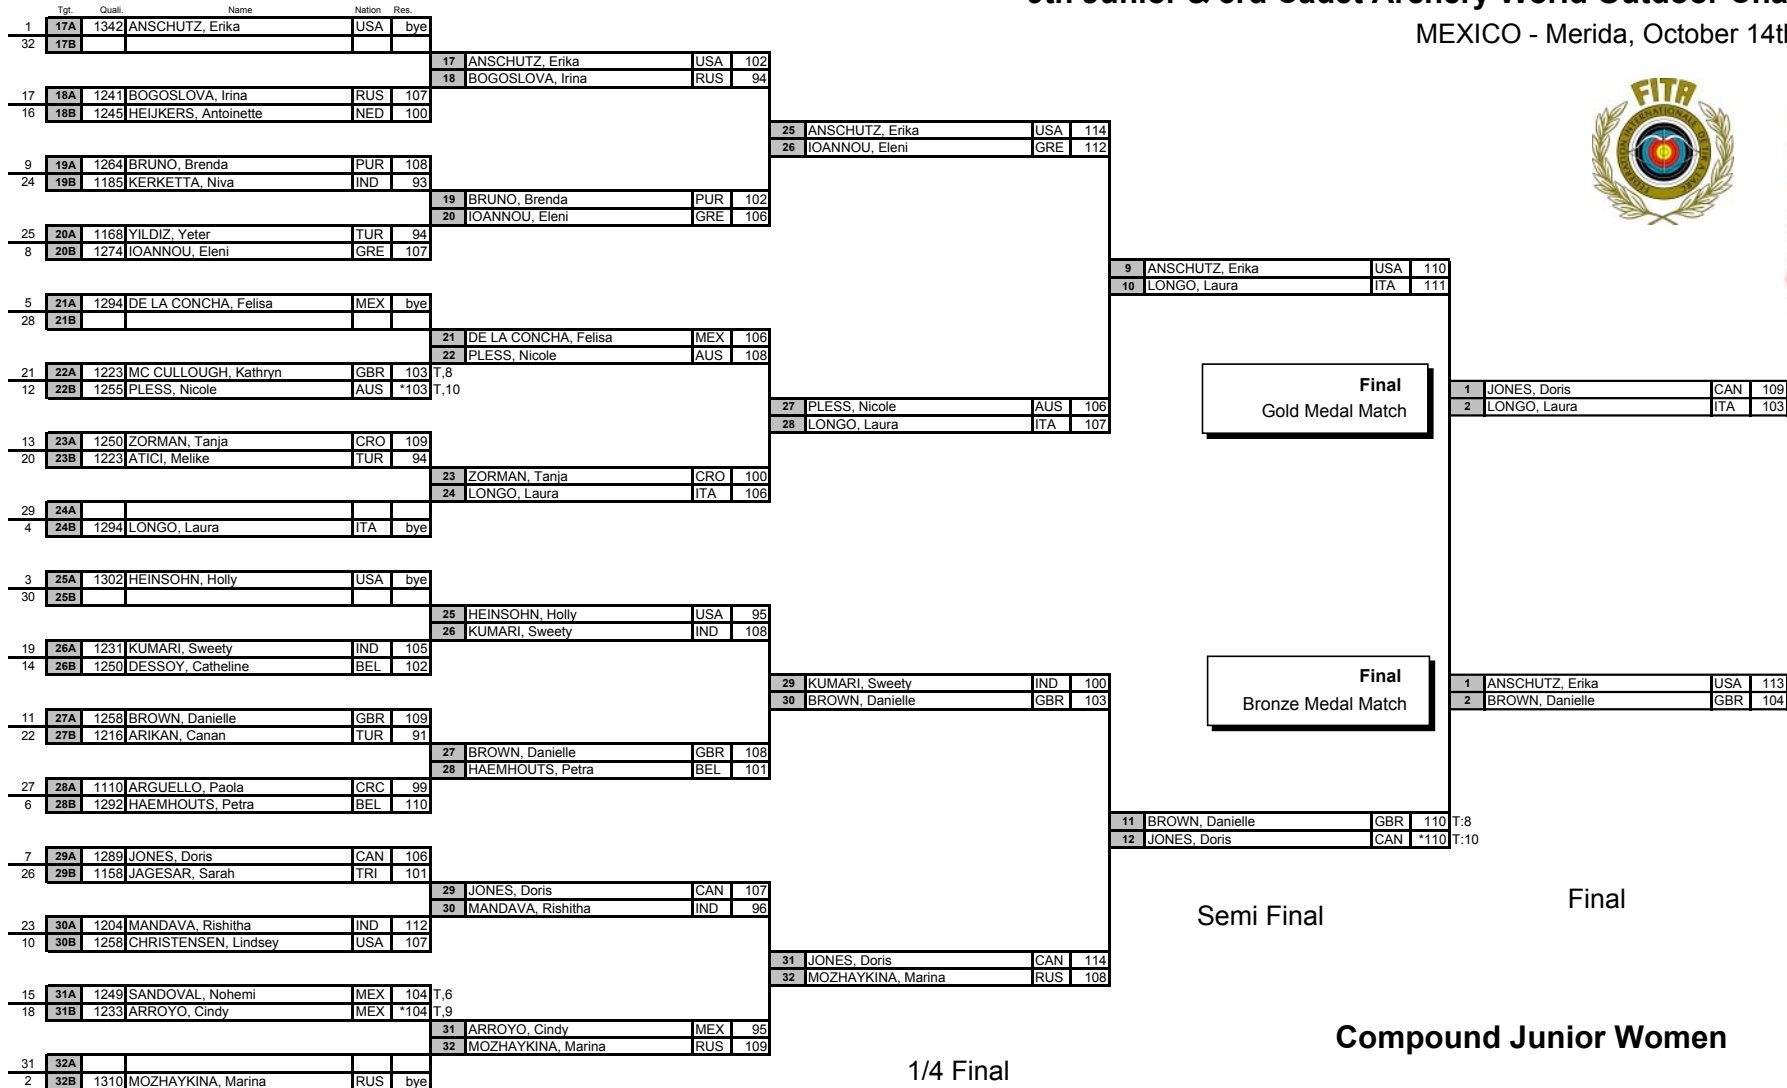 9th Junior & 3rd Cadet Archery World Outdoor
MEXICO - Merida, October
FITA
Tgt. Quali. Name Nation Res.
1 17A 1342 ANSCHUTZ, Erika USA bye
32 17B
17 ANSCHUTZ, Erika USA 102
18 BOGOSLOVA, Irina RUS 94
17 18A 1241 BOGOSLOVA, Irina RUS 107
16 18B 1245 HEIJKERS, Antoinette NED 100
25 ANSCHUTZ, Erika USA 114
26 IOANNOU, Eleni GRE 112
9 19A 1264 BRUNO, Brenda PUR 108
24 19B 1185 KERKETTA, Niva IND 93
19 BRUNO, Brenda PUR 102
20 IOANNOU, Eleni GRE 106
25 20A 1168 YILDIZ, Yeter TUR 94
8 20B 1274 IOANNOU, Eleni GRE 107
9 ANSCHUTZ, Erika USA 110
10 LONGO, Laura ITA 111
5 21A 1294 DE LA CONCHA, Felisa MEX bye
28 21B
21 DE LA CONCHA, Felisa MEX 106
22 PLESS, Nicole AUS 108
21 22A 1223 MC CULLOUGH, Kathryn GBR 103 T,8
12 22B 1255 PLESS, Nicole AUS *103 T,10
Final
Gold Medal Match
1 JONES, Doris CAN 109
2 LONGO, Laura ITA 103
27 PLESS, Nicole AUS 106
28 LONGO, Laura ITA 107
13 23A 1250 ZORMAN, Tanja CRO 109
20 23B 1223 ATICI, Melike TUR 94
23 ZORMAN, Tanja CRO 100
24 LONGO, Laura ITA 106
29 24A
4 24B 1294 LONGO, Laura ITA bye
3 25A 1302 HEINSOHN, Holly USA bye
30 25B
25 HEINSOHN, Holly USA 95
26 KUMARI, Sweety IND 108
19 26A 1231 KUMARI, Sweety IND 105
14 26B 1250 DESSOY, Catheline BEL 102
Final
Bronze Medal Match
1 ANSCHUTZ, Erika USA 113
2 BROWN, Danielle GBR 104
29 KUMARI, Sweety IND 100
30 BROWN, Danielle GBR 103
11 27A 1258 BROWN, Danielle GBR 109
22 27B 1216 ARIKAN, Canan TUR 91
27 BROWN, Danielle GBR 108
28 HAEMHOUTS, Petra BEL 101
27 28A 1110 ARGUELLO, Paola CRC 99
6 28B 1292 HAEMHOUTS, Petra BEL 110
11 BROWN, Danielle GBR 110 T:8
12 JONES, Doris CAN *110 T:10
7 29A 1289 JONES, Doris CAN 106
26 29B 1158 JAGESAR, Sarah TRI 101
29 JONES, Doris CAN 107
30 MANDAVA, Rishitha IND 96
Semi Final
Final
23 30A 1204 MANDAVA, Rishitha IND 112
10 30B 1258 CHRISTENSEN, Lindsey USA 107
31 JONES, Doris CAN 114
32 MOZHAYKINA, Marina RUS 108
15 31A 1249 SANDOVAL, Nohemi MEX 104 T,6
18 31B 1233 ARROYO, Cindy MEX *104 T,9
31 ARROYO, Cindy MEX 95
32 MOZHAYKINA, Marina RUS 109
31 32A
2 32B 1310 MOZHAYKINA, Marina RUS bye
1/4 Final
Compound Junior Women